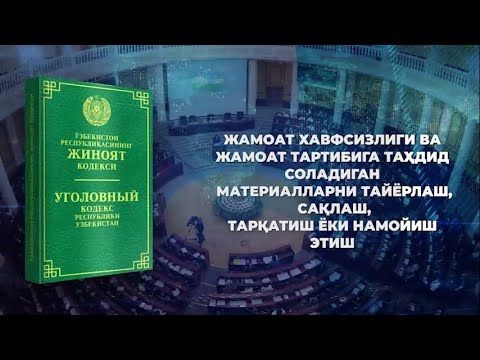 ЎЗБЕКИСТОН
РЕСПУБЛИКАСИНИНГ
ЖИНОЯТ
КОДЕКСИ
УГОЛОВНЫЙ
КОДЕКС
РЕСПУБЛИКИ
УЗБЕКИСТАН
ЖАМОАТ ХАВФСИЗЛИГИ ВА
ЖАМОАТ ТАРТИБИГА ТАҲДИД
СОЛАДИГАН
МАТЕРИАЛЛАРНИ ТАЙЁРЛАШ,
САҚЛАШ,
ТАРҚАТИШ ЁКИ НАМОЙИШ
ЭТИШ